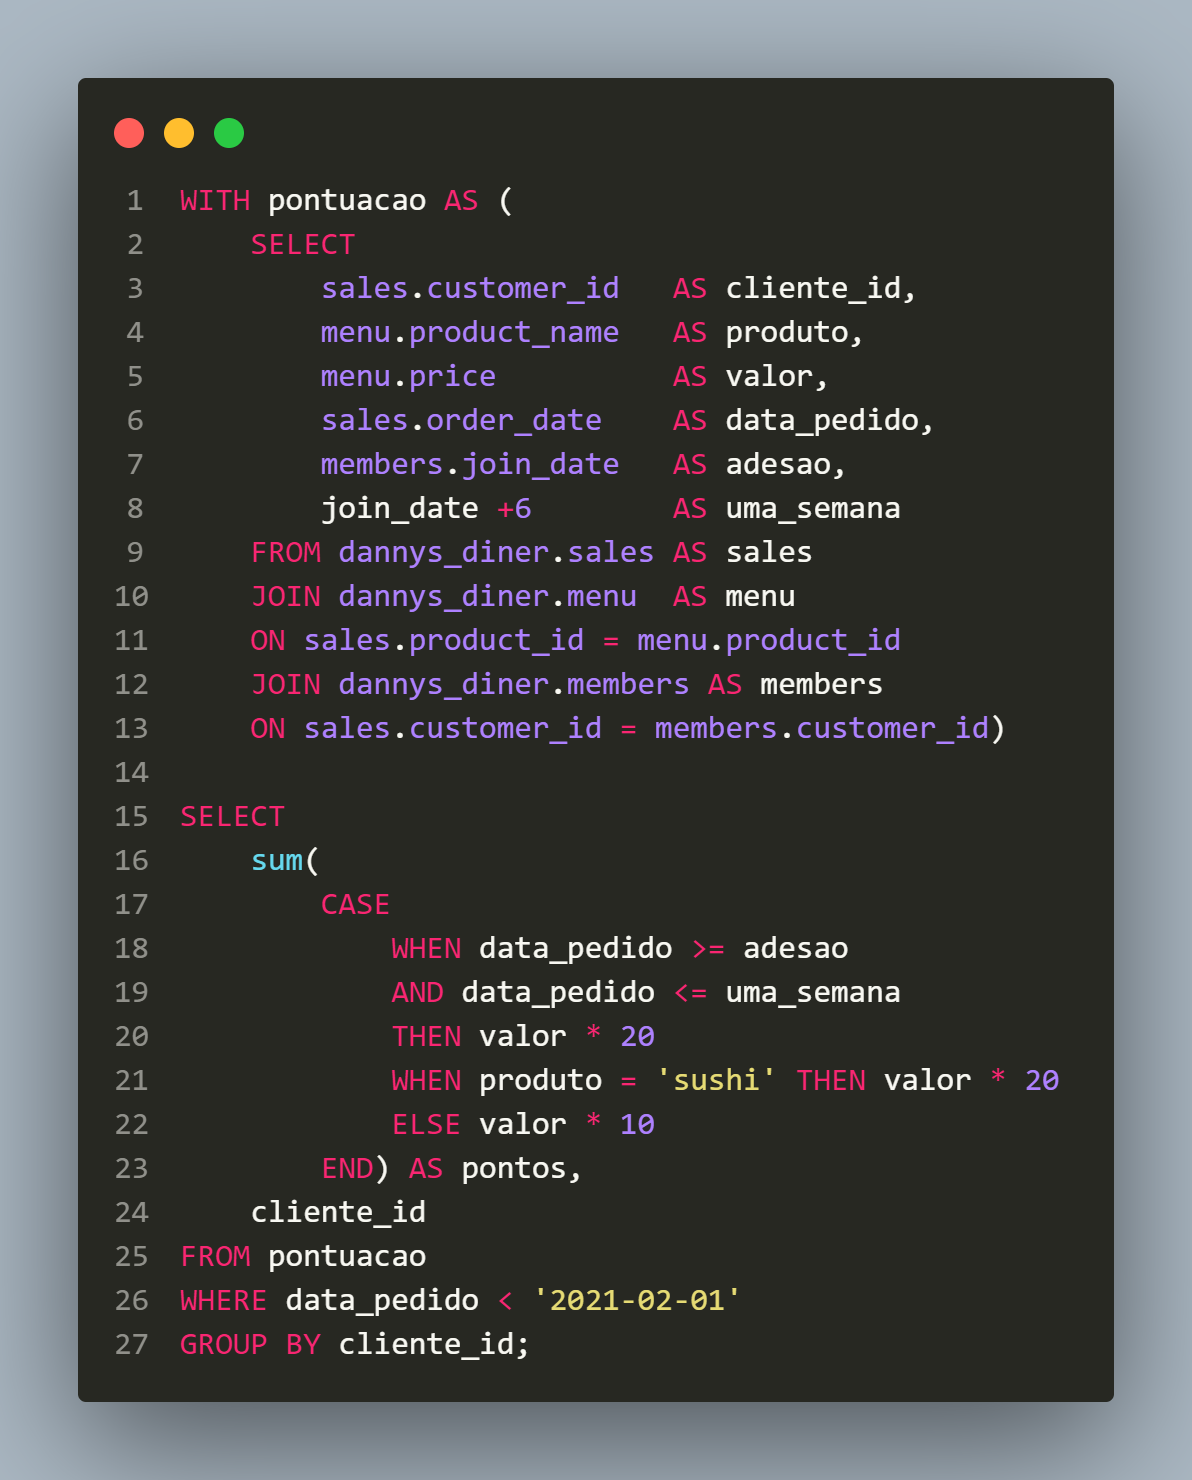 1 WITH pontuacao AS (
2     SELECT
3         sales.customer_id   AS cliente_id,
4         menu.product_name   AS produto,
5         menu.price          AS valor,
6         sales.order_date    AS data_pedido,
7         members.join_date   AS adesao,
8         join_date +6        AS uma_semana
9     FROM dannys_diner.sales AS sales
10     JOIN dannys_diner.menu  AS menu
11     ON sales.product_id = menu.product_id
12     JOIN dannys_diner.members AS members
13     ON sales.customer_id = members.customer_id)
14
15 SELECT
16     sum(
17         CASE
18             WHEN data_pedido >= adesao
19             AND data_pedido <= uma_semana
20             THEN valor * 20
21             WHEN produto = 'sushi' THEN valor * 20
22             ELSE valor * 10
23         END) AS pontos,
24     cliente_id
25 FROM pontuacao
26 WHERE data_pedido < '2021-02-01'
27 GROUP BY cliente_id;